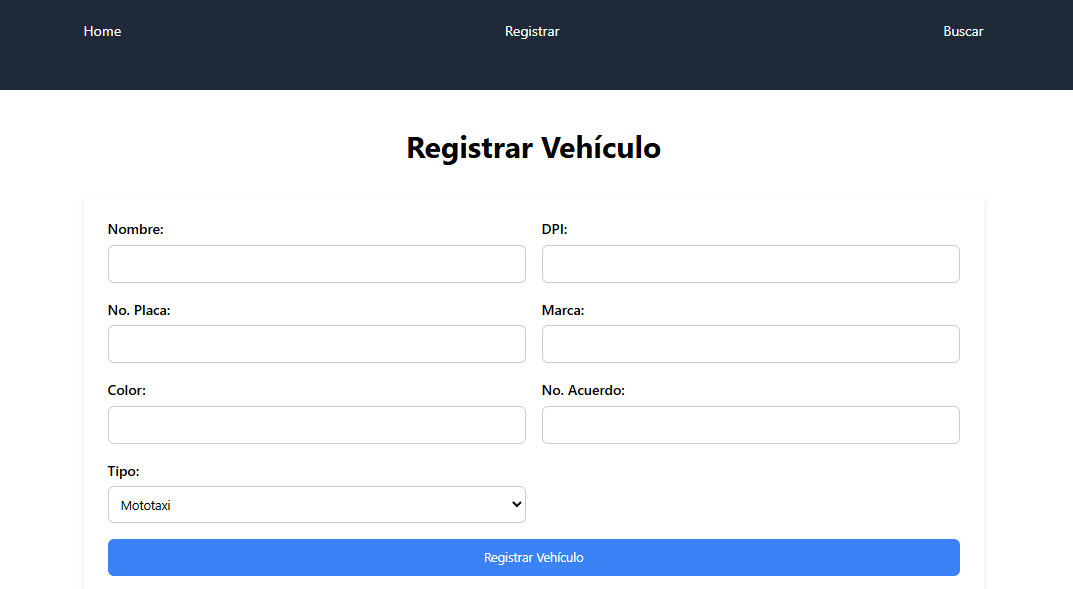 Home Registrar Buscar
Registrar Vehículo
Nombre: DPI:
No. Placa: Marca:
Color: No. Acuerdo:
Tipo:
Mototaxi
Registrar Vehículo